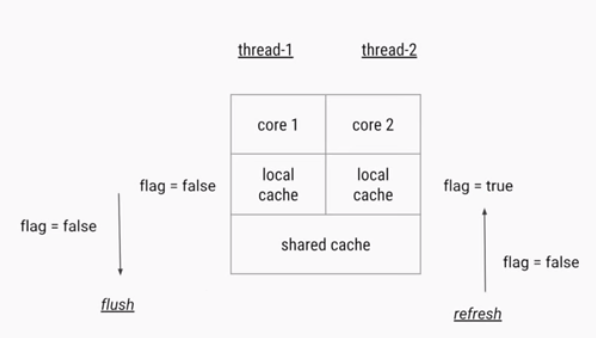 thread-1
thread-2
core 1
core 2
flag = false
local
cache
local
cache
flag = true
flag = false
shared cache
flag = false
flush
refresh